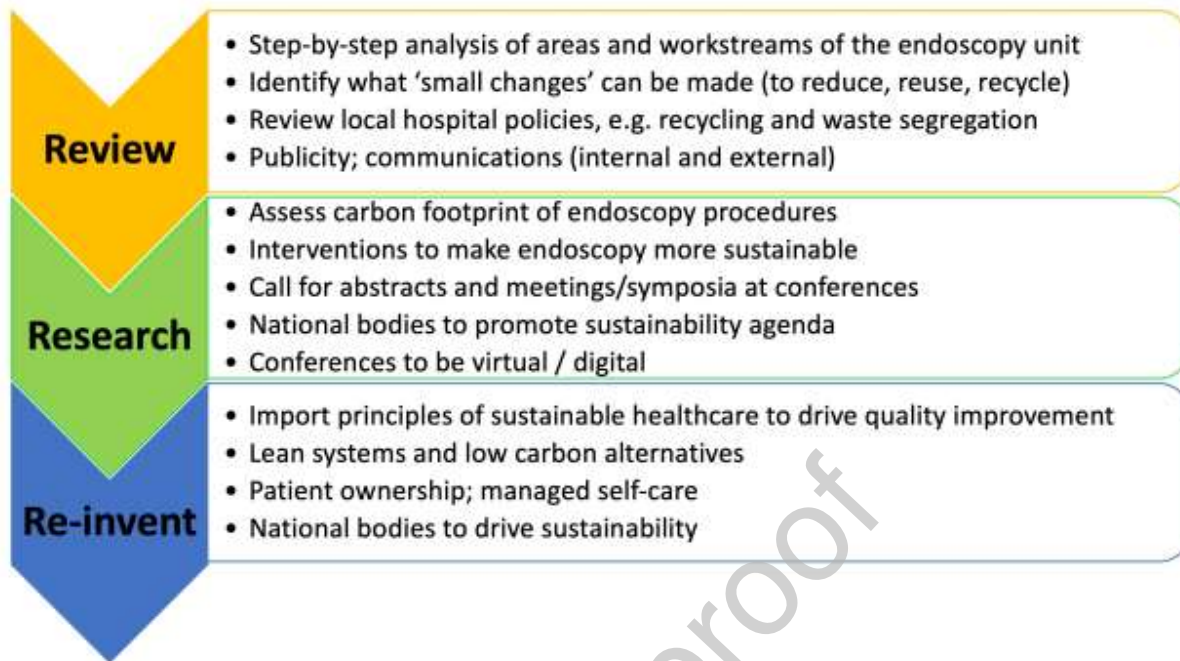 Review
• Step-by-step analysis of areas and workstreams of the endoscopy unit
• Identify what ‘small changes’ can be made (to reduce, reuse, recycle)
• Review local hospital policies, e.g. recycling and waste segregation
• Publicity; communications (internal and external)
Research
• Assess carbon footprint of endoscopy procedures
• Interventions to make endoscopy more sustainable
• Call for abstracts and meetings/symposia at conferences
• National bodies to promote sustainability agenda
• Conferences to be virtual / digital
Re-invent
• Import principles of sustainable healthcare to drive quality improvement
• Lean systems and low carbon alternatives
• Patient ownership; managed self-care
• National bodies to drive sustainability
proof